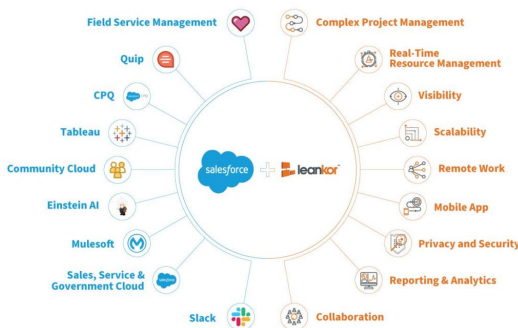 Field Service Management
Quip
CPQ
Tableau
Community Cloud
Einstein AI
Mulesoft
Sales, Service &
Government Cloud
Slack
salesforce
leankor
Complex Project Management
Real-Time
Resource Management
Visibility
Scalability
Remote Work
Mobile App
Privacy and Security
Reporting & Analytics
Collaboration